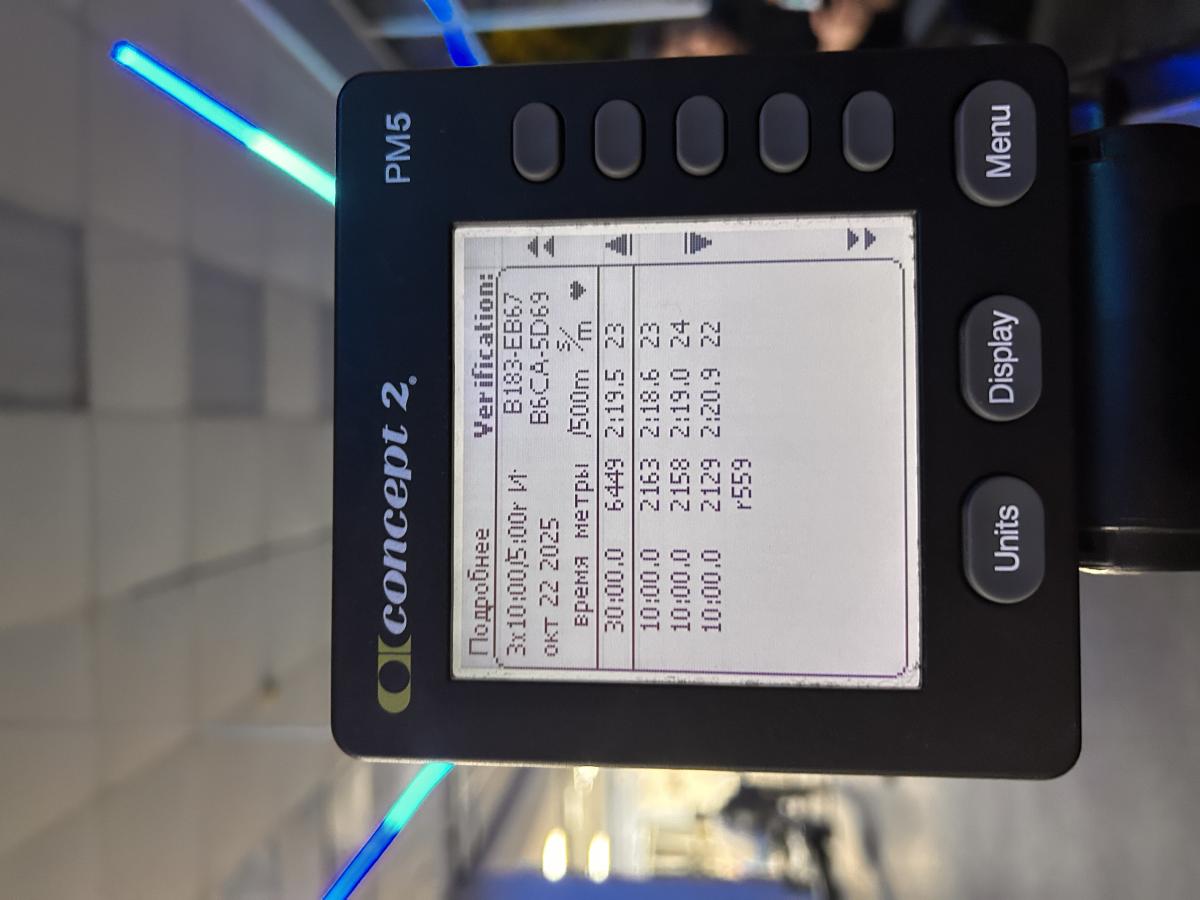 concept 2.
PM5
Подробнее Verification:
3x10:00/5:00r И· B183-EB67
окт 22 2025 B6CA-5D69
время метры /500m s/m ♥
30:00.0 6449 2:19.5 23
10:00.0 2163 2:18.6 23
10:00.0 2158 2:19.0 24
10:00.0 2129 2:20.9 22
r559
Units
Display
Menu